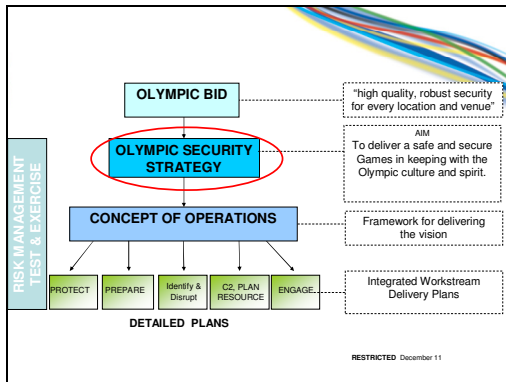 OLYMPIC BID
"high quality, robust security
for every location and venue"
OLYMPIC SECURITY
STRATEGY
AIM
To deliver a safe and secure
Games in keeping with the
Olympic culture and spirit.
RISK MANAGEMENT
TEST & EXERCISE
CONCEPT OF OPERATIONS
Framework for delivering
the vision
PROTECT
PREPARE
Identify &
Disrupt
C2, PLAN
RESOURCE
ENGAGE
Integrated Workstream
Delivery Plans
DETAILED PLANS
RESTRICTED December 11